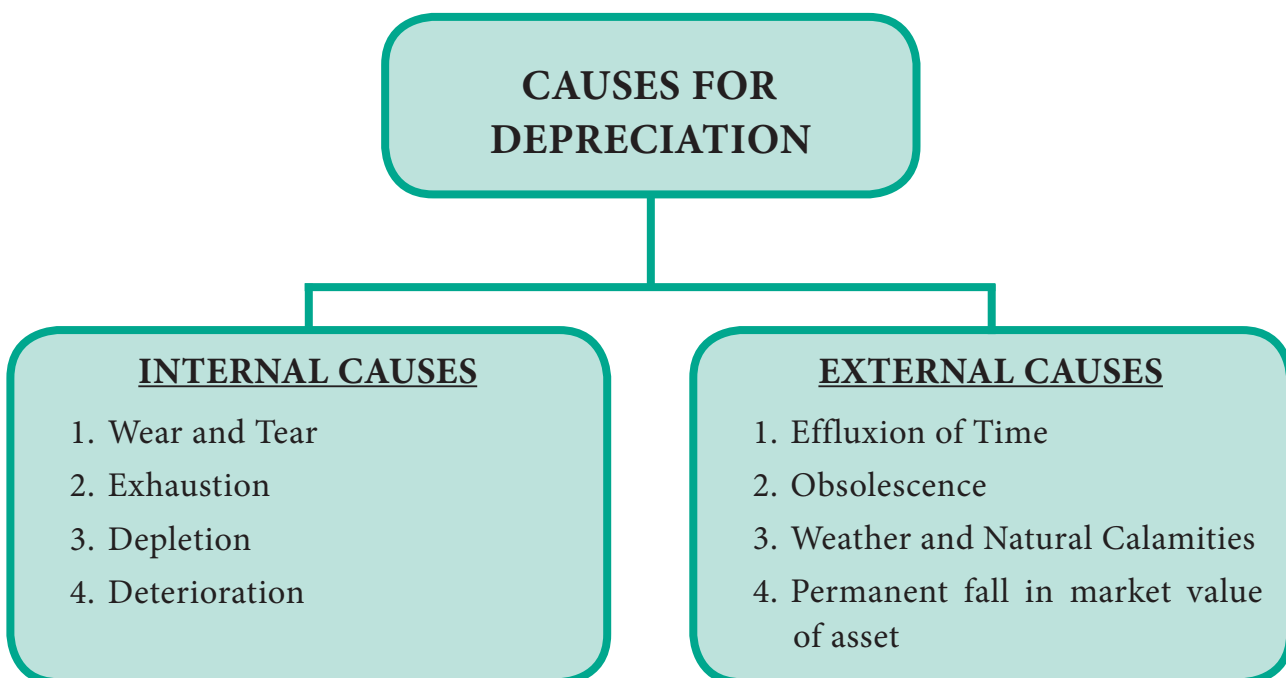 CAUSES FOR
DEPRECIATION
INTERNAL CAUSES
1. Wear and Tear
2. Exhaustion
3. Depletion
4. Deterioration
EXTERNAL CAUSES
1. Effluxion of Time
2. Obsolescence
3. Weather and Natural Calamities
4. Permanent fall in market value
of asset